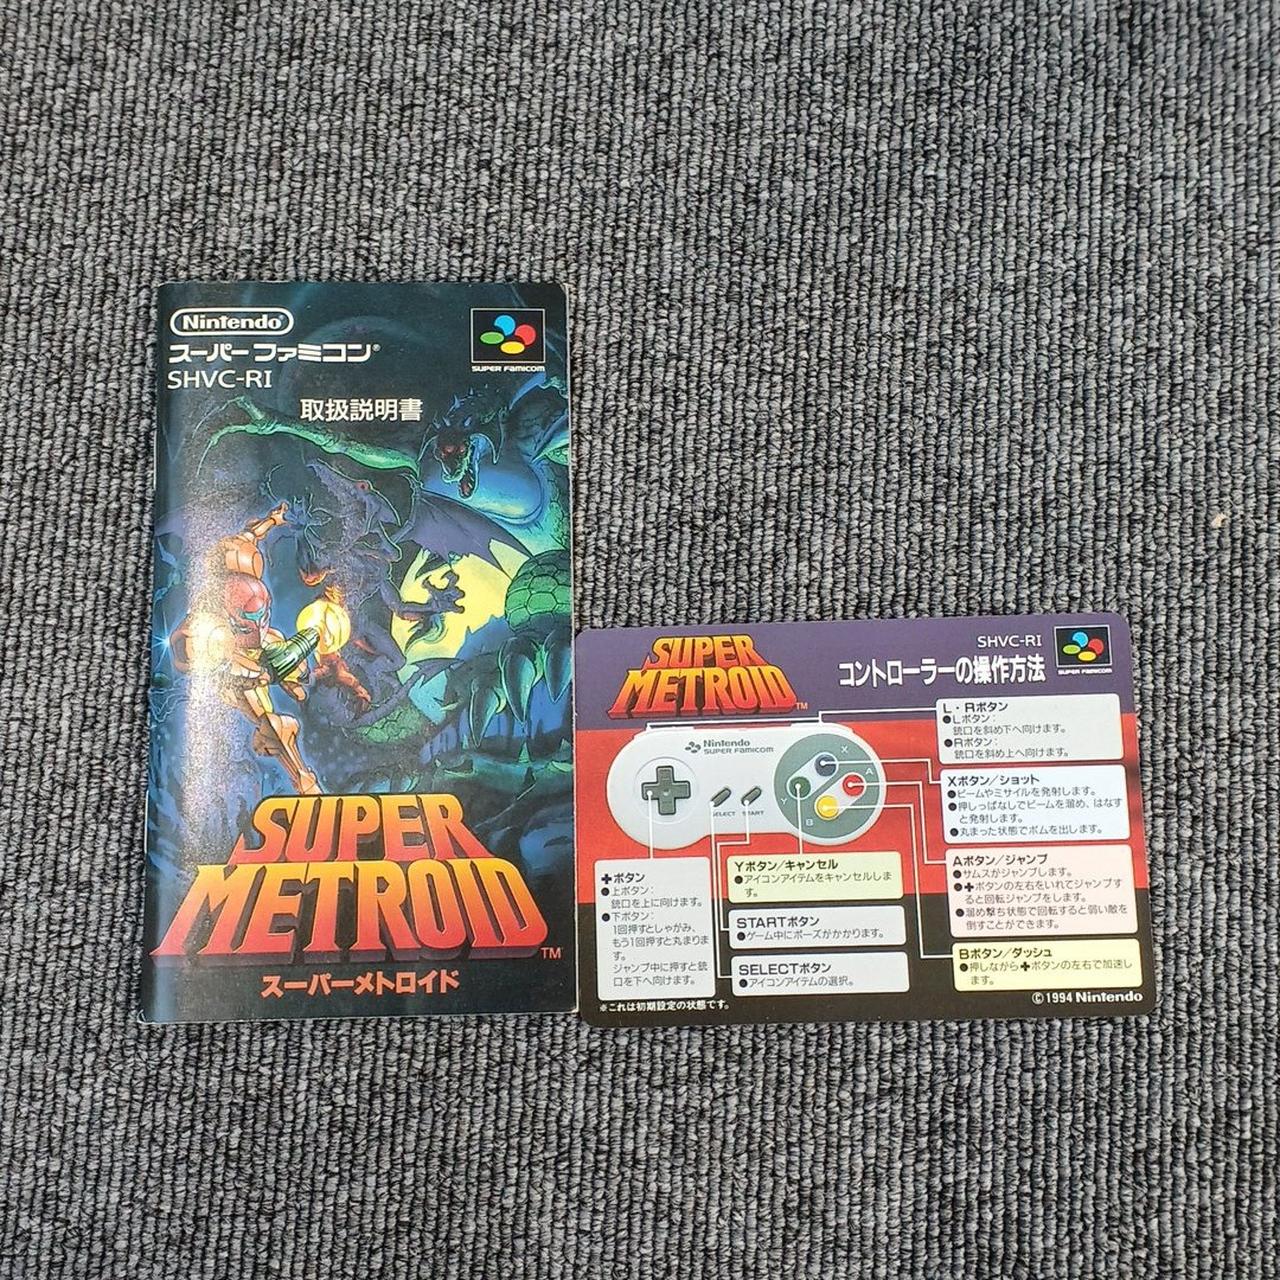 Nintendo®
スーパーファミコン®
SHVC-RI
SUPER FAMICOM
取扱説明書
SUPER
METROID
TM
スーパーメトロイド
SUPER
METROID
TM
SHVC-RI
コントローラーの操作方法
SUPER FAMICOM
Nintendo
SUPER FAMICOM
X
A
Y
B
SELECT
START
L・Rボタン
●Lボタン:
銃口を斜め下へ向けます。
●Rボタン:
銃口を斜め上へ向けます。
Xボタン/ショット
●ビームやミサイルを発射します。
●押しっぱなしでビームを溜め、はなす
と発射します。
●丸まった状態でボムを出します。
Aボタン/ジャンプ
●サムスがジャンプします。
●✚ボタンの左右をいれてジャンプす
ると回転ジャンプをします。
●溜め撃ち状態で回転すると弱い敵を
倒すことができます。
Bボタン/ダッシュ
●押しながら✚ボタンの左右で加速し
ます。
✚ボタン
●上ボタン:
銃口を上に向けます。
●下ボタン:
1回押すとしゃがみ、
もう1回押すと丸まりま
す。
ジャンプ中に押すと銃
口を下へ向けます。
Yボタン/キャンセル
●アイコンアイテムをキャンセルしま
す。
STARTボタン
●ゲーム中にポーズがかかります。
SELECTボタン
●アイコンアイテムの選択。
※これは初期設定の状態です。
©1994 Nintendo